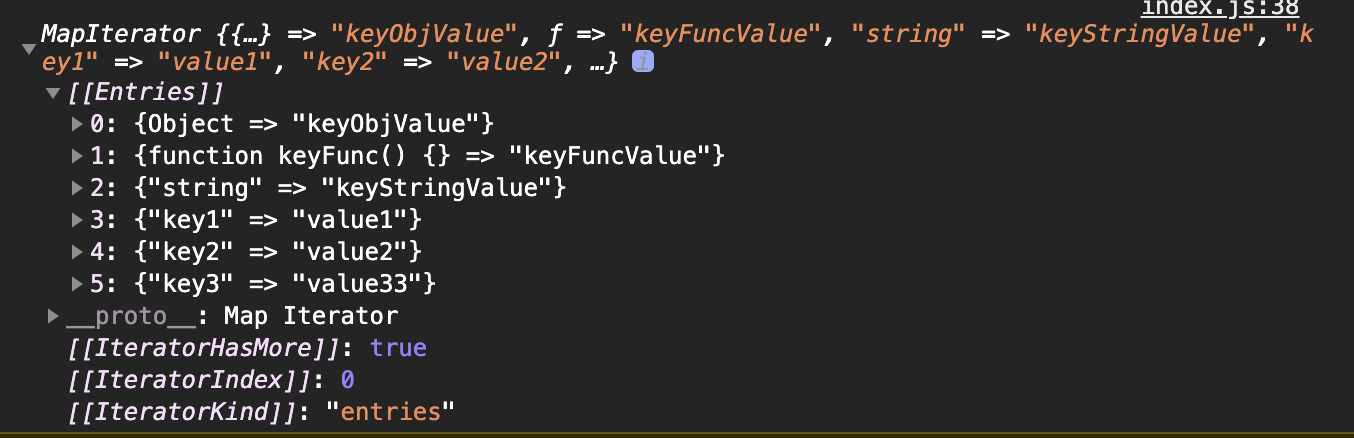 index.js:38
MapIterator {{…} => "keyObjValue", ƒ => "keyFuncValue", "string" => "keyStringValue", "k
ey1" => "value1", "key2" => "value2", …} i
[[Entries]]
0: {Object => "keyObjValue"}
1: {function keyFunc() {} => "keyFuncValue"}
2: {"string" => "keyStringValue"}
3: {"key1" => "value1"}
4: {"key2" => "value2"}
5: {"key3" => "value33"}
__proto__: Map Iterator
[[IteratorHasMore]]: true
[[IteratorIndex]]: 0
[[IteratorKind]]: "entries"